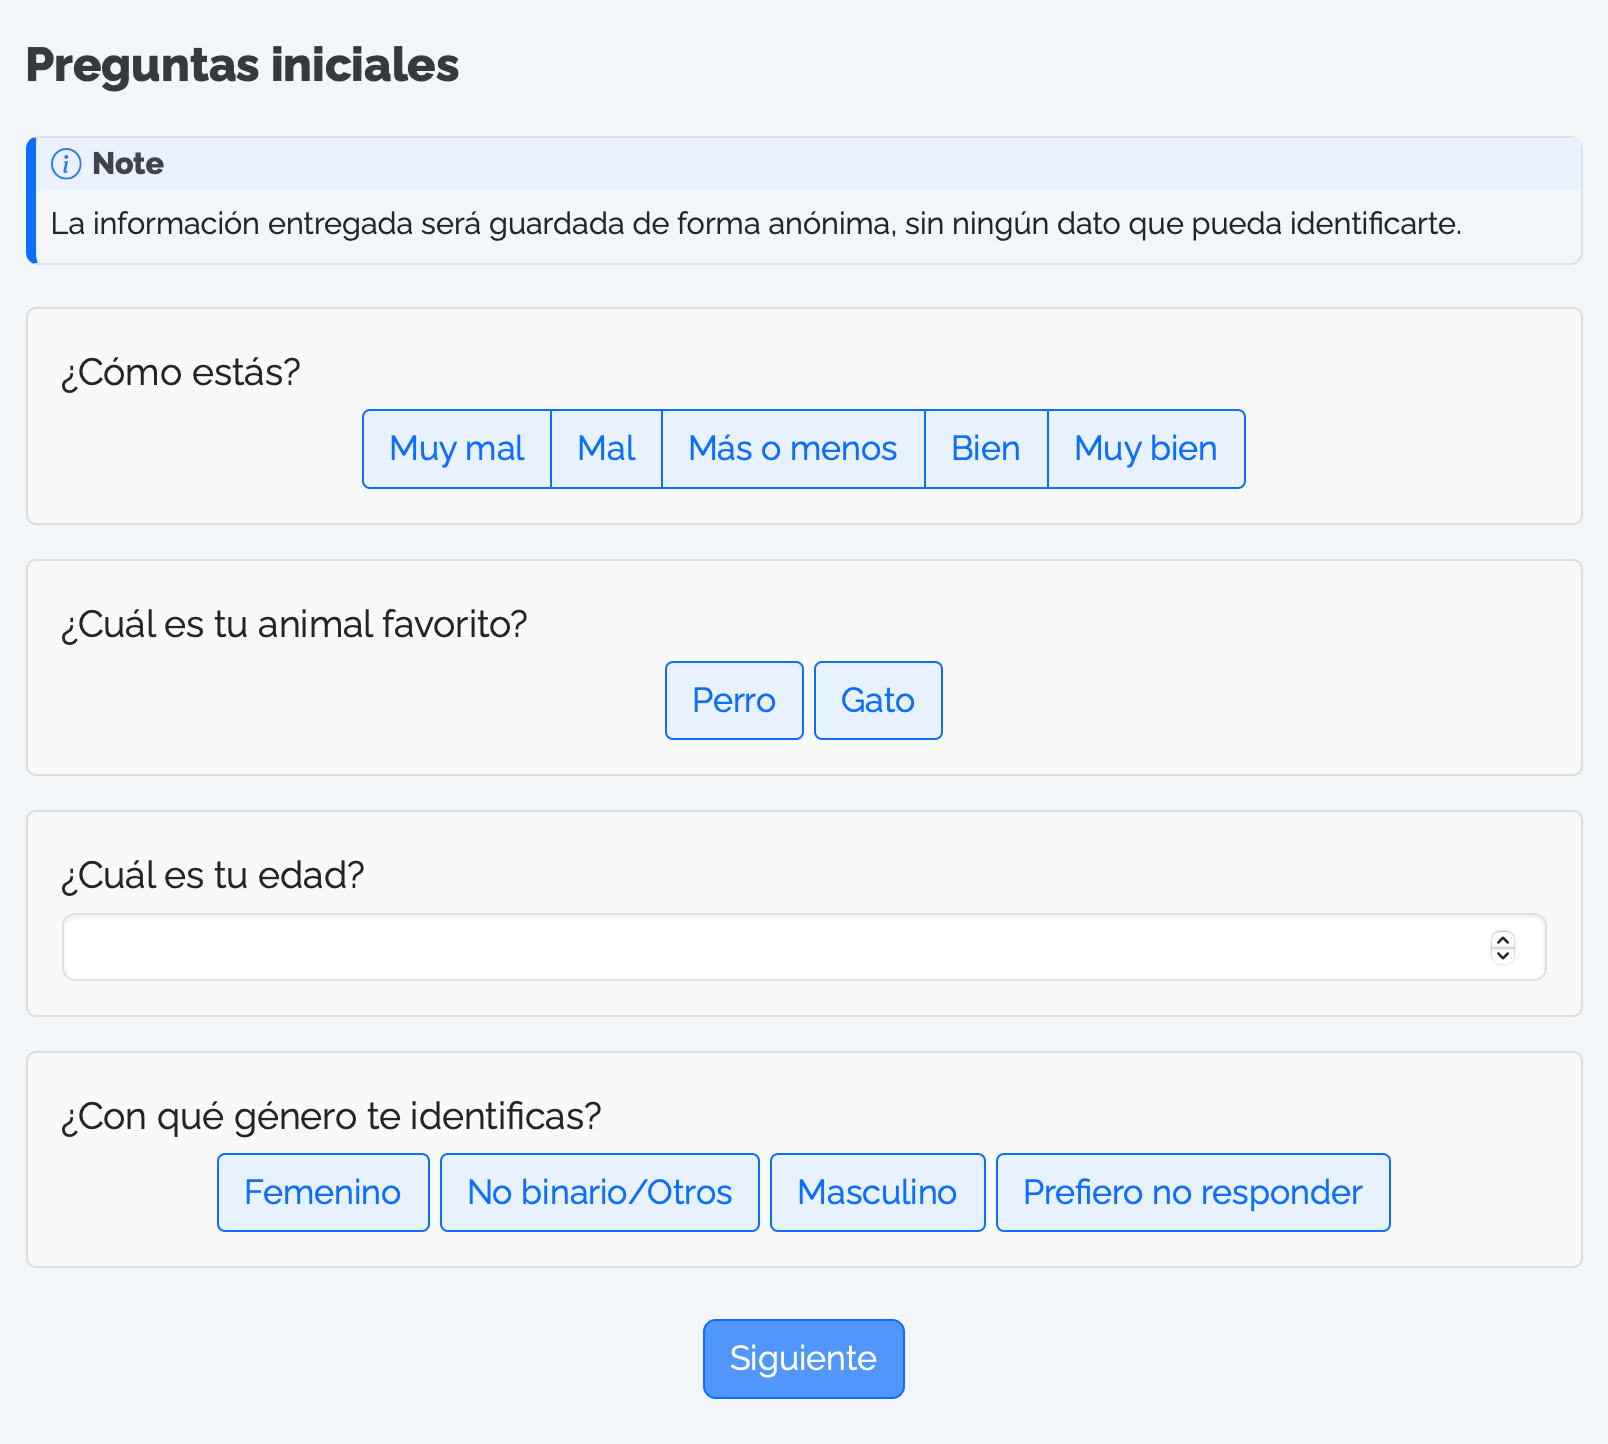 Preguntas iniciales
Note
La información entregada será guardada de forma anónima, sin ningún dato que pueda identificarte.
¿Cómo estás?
Muy mal Mal Más o menos Bien Muy bien
¿Cuál es tu animal favorito?
Perro Gato
¿Cuál es tu edad?
¿Con qué género te identificas?
Femenino No binario/Otros Masculino Prefiero no responder
Siguiente